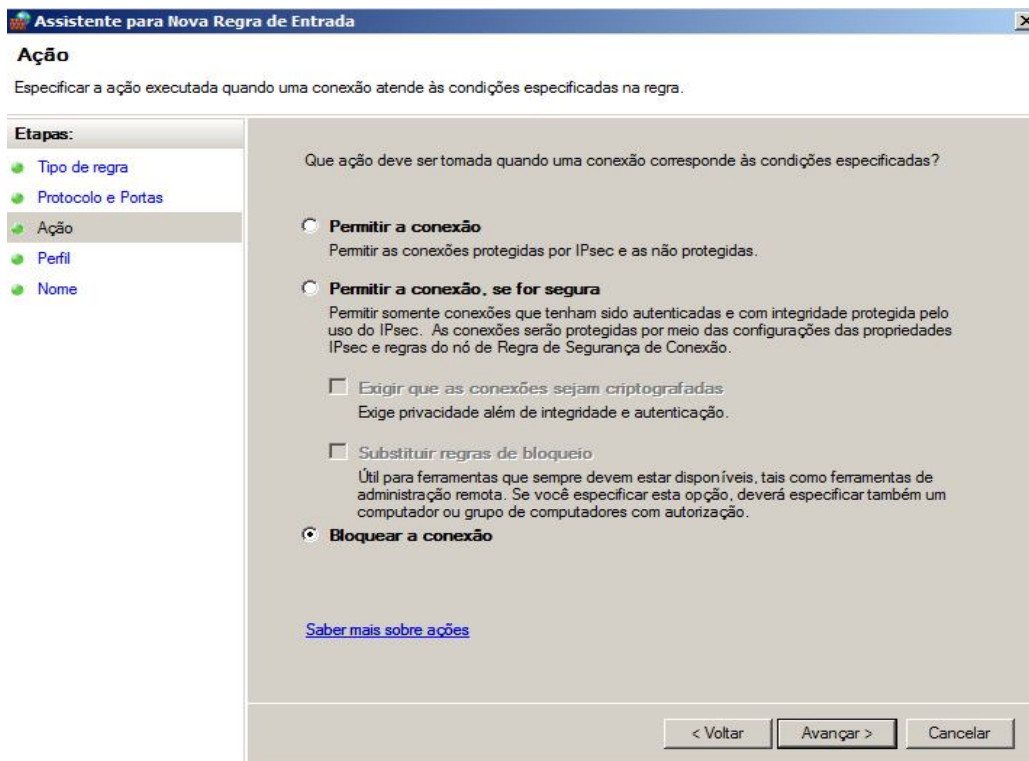 Assistente para Nova Regra de Entrada
Ação
Especificar a ação executada quando uma conexão atende às condições especificadas na regra.
Etapas:
Tipo de regra
Protocolo e Portas
Ação
Perfil
Nome
Que ação deve ser tomada quando uma conexão corresponde às condições especificadas?
Permitir a conexão
Permitir as conexões protegidas por IPsec e as não protegidas.
Permitir a conexão, se for segura
Permitir somente conexões que tenham sido autenticadas e com integridade protegida pelo
uso do IPsec. As conexões serão protegidas por meio das configurações das propriedades
IPsec e regras do nó de Regra de Segurança de Conexão.
Exigir que as conexões sejam criptografadas
Exige privacidade além de integridade e autenticação.
Substituir regras de bloqueio
Útil para ferramentas que sempre devem estar disponíveis, tais como ferramentas de
administração remota. Se você especificar esta opção, deverá especificar também um
computador ou grupo de computadores com autorização.
Bloquear a conexão
Saber mais sobre ações
< Voltar
Avançar >
Cancelar